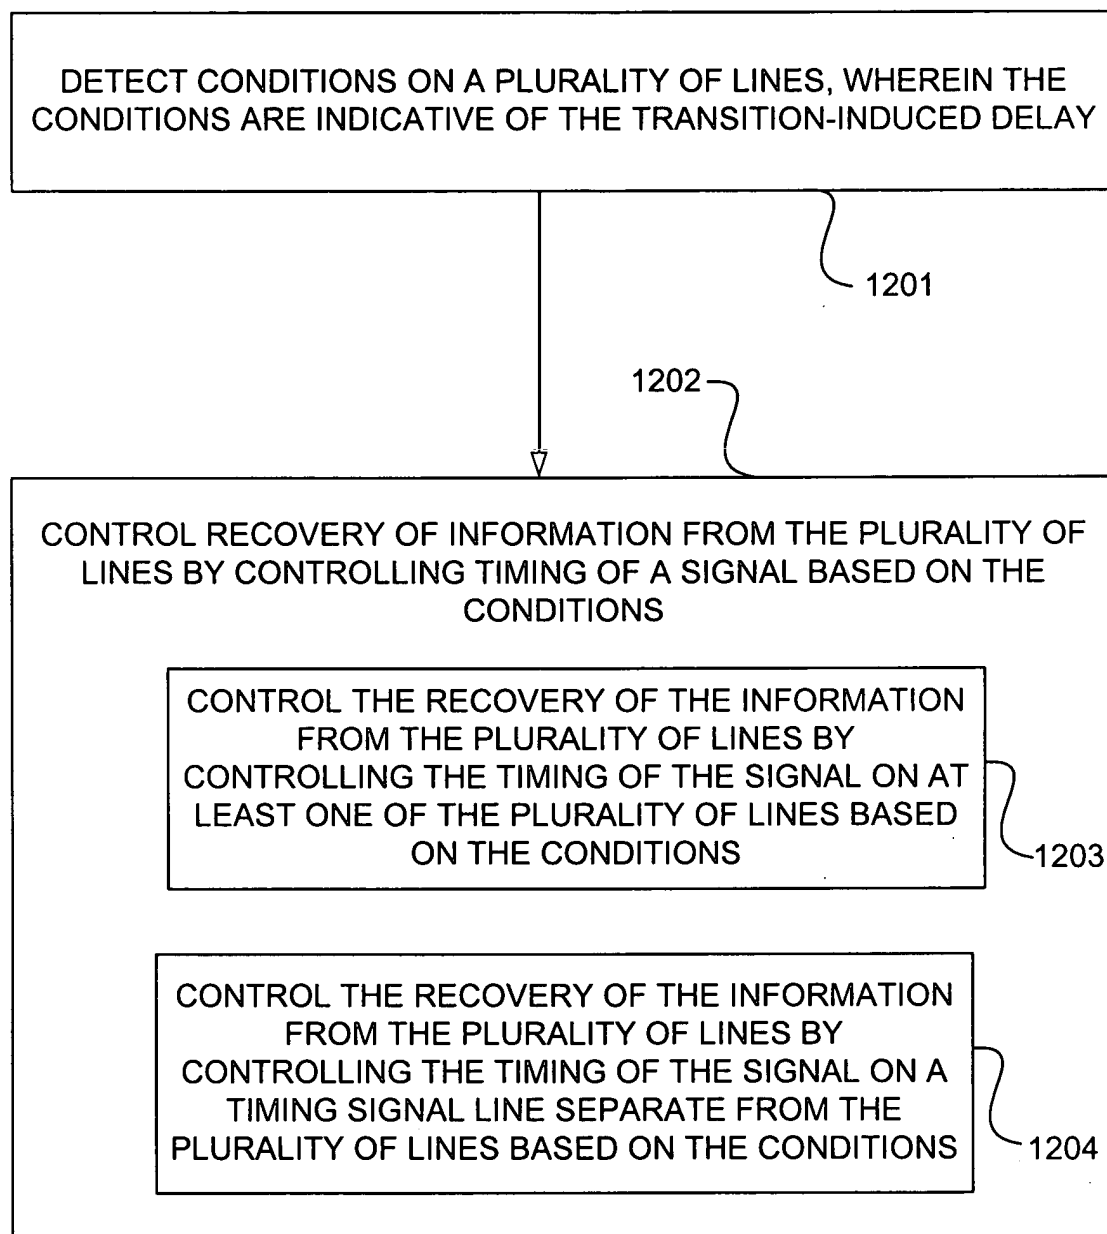 DETECT CONDITIONS ON A PLURALITY OF LINES, WHEREIN THE
CONDITIONS ARE INDICATIVE OF THE TRANSITION-INDUCED DELAY
1201
1202
CONTROL RECOVERY OF INFORMATION FROM THE PLURALITY OF
LINES BY CONTROLLING TIMING OF A SIGNAL BASED ON THE
CONDITIONS
CONTROL THE RECOVERY OF THE INFORMATION
FROM THE PLURALITY OF LINES BY
CONTROLLING THE TIMING OF THE SIGNAL ON AT
LEAST ONE OF THE PLURALITY OF LINES BASED
ON THE CONDITIONS
1203
CONTROL THE RECOVERY OF THE INFORMATION
FROM THE PLURALITY OF LINES BY
CONTROLLING THE TIMING OF THE SIGNAL ON A
TIMING SIGNAL LINE SEPARATE FROM THE
PLURALITY OF LINES BASED ON THE CONDITIONS
1204